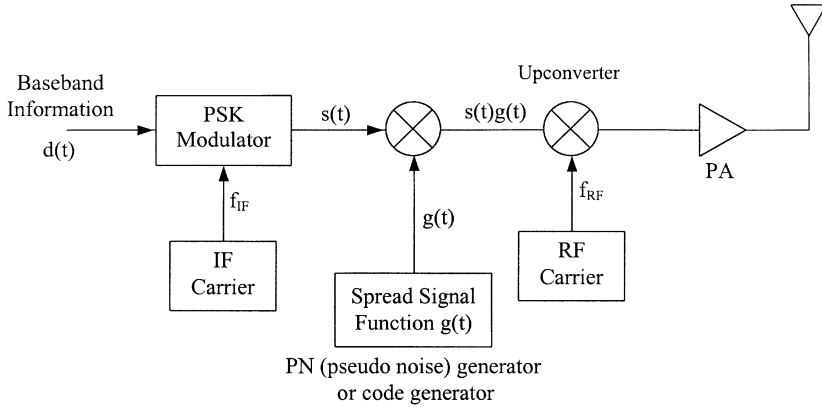 Baseband
Information
d(t)
PSK
Modulator
s(t)
s(t)g(t)
Upconverter
PA
f_IF
g(t)
f_RF
IF
Carrier
Spread Signal
Function g(t)
RF
Carrier
PN (pseudo noise) generator
or code generator